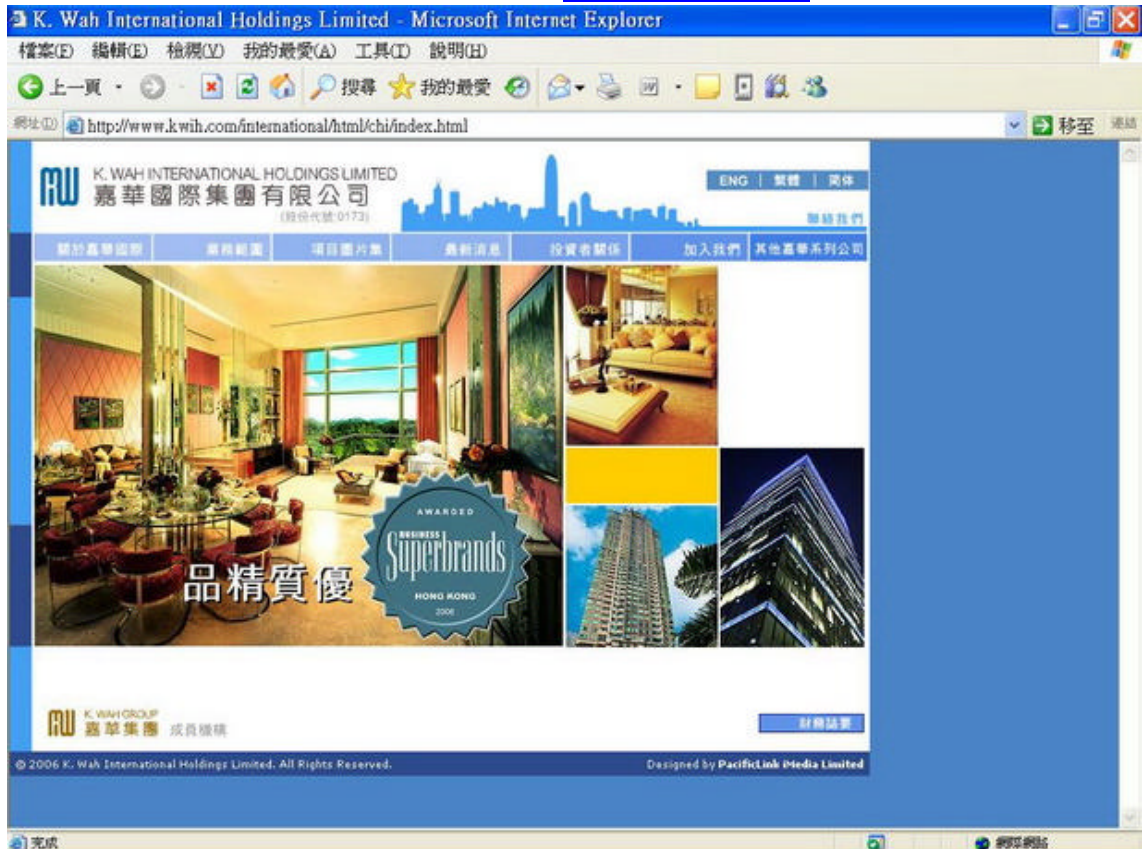 K. Wah International Holdings Limited - Microsoft Internet Explorer
檔案(F) 編輯(E) 檢視(V) 我的最愛(A) 工具(T) 說明(H)
上一頁 搜尋 我的最愛
網址(D) http://www.kwih.com/international/html/chi/index.html 移至 連結
K. WAH INTERNATIONAL HOLDINGS LIMITED
嘉華國際集團有限公司
(股份代號:0173)
ENG | 繁體 | 简体
聯絡我們
關於嘉華國際 業務範圍 項目圖片集 最新消息 投資者關係 加入我們 其他嘉華系列公司
AWARDED
BUSINESS
Superbrands
HONG KONG
2006
品精質優
K. WAH GROUP
嘉華集團 成員機構
財務誌要
© 2006 K. Wah International Holdings Limited. All Rights Reserved. Designed by PacificLink iMedia Limited
完成 網際網路